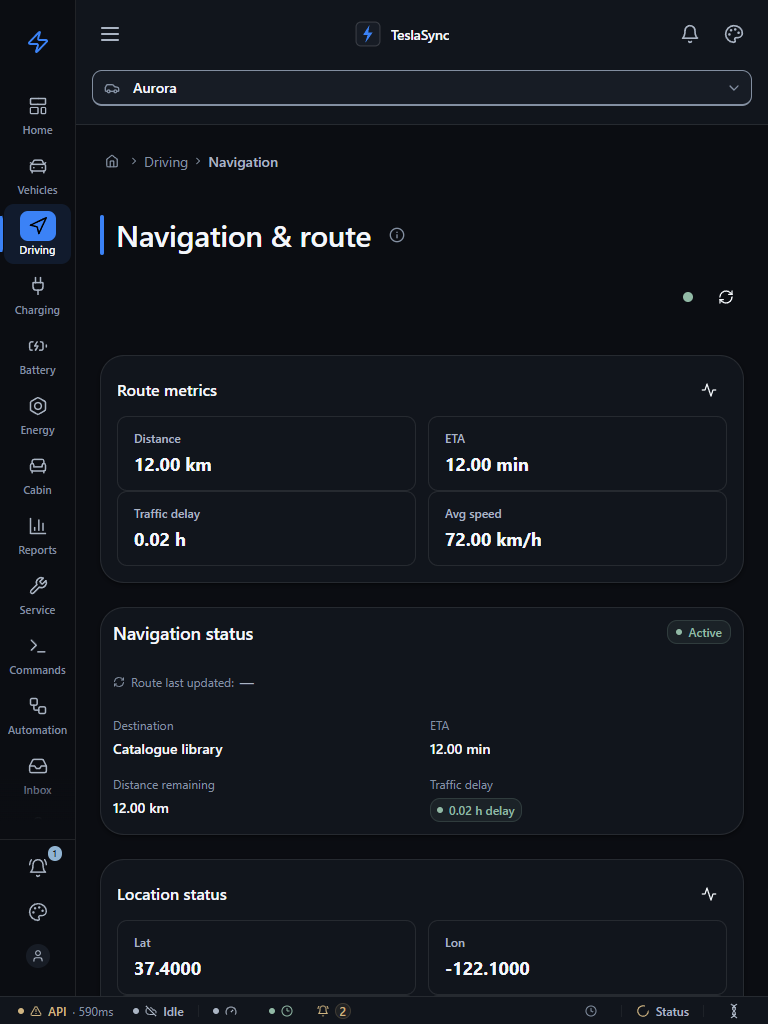 TeslaSync
Aurora
Home
Vehicles
Driving
Charging
Battery
Energy
Cabin
Reports
Service
Commands
Automation
Inbox
1
Driving > Navigation
Navigation & route
Route metrics
Distance
12.00 km
ETA
12.00 min
Traffic delay
0.02 h
Avg speed
72.00 km/h
Navigation status
Active
Route last updated: —
Destination
Catalogue library
ETA
12.00 min
Distance remaining
12.00 km
Traffic delay
0.02 h delay
Location status
Lat
37.4000
Lon
-122.1000
API · 590ms
Idle
2
Status